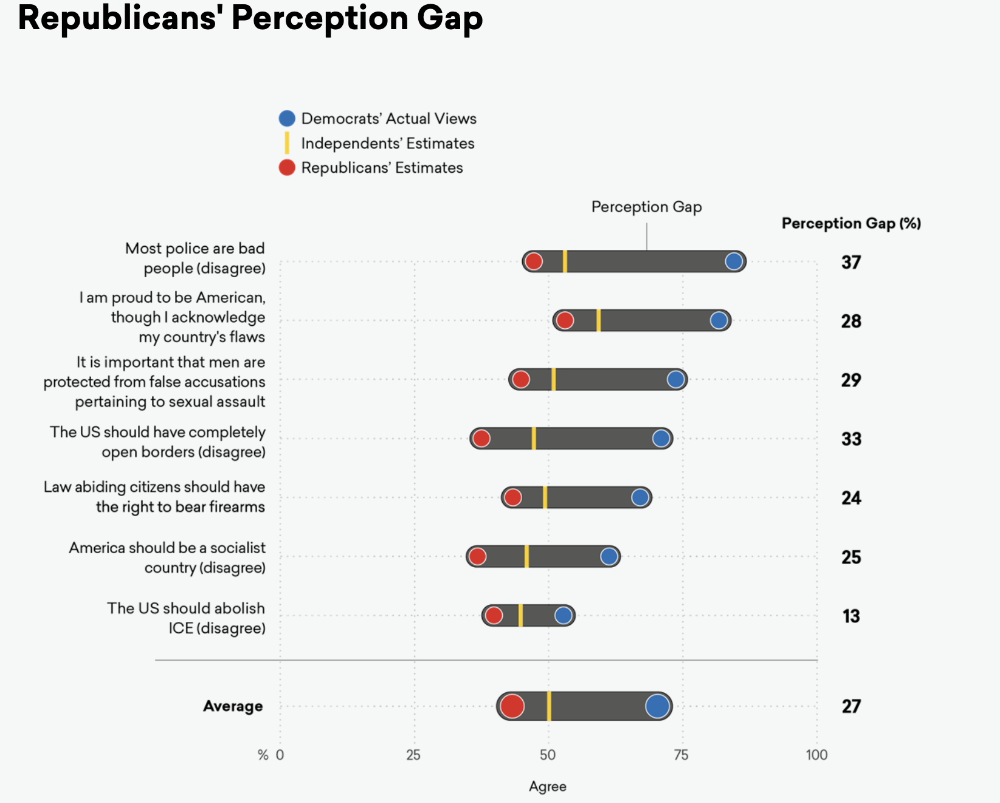 Republicans' Perception Gap
Democrats’ Actual Views
Independents’ Estimates
Republicans’ Estimates
Perception Gap
Perception Gap (%)
Most police are bad
people (disagree)
37
I am proud to be American,
though I acknowledge
my country's flaws
28
It is important that men are
protected from false accusations
pertaining to sexual assault
29
The US should have completely
open borders (disagree)
33
Law abiding citizens should have
the right to bear firearms
24
America should be a socialist
country (disagree)
25
The US should abolish
ICE (disagree)
13
Average
27
% 0 25 50 75 100
Agree